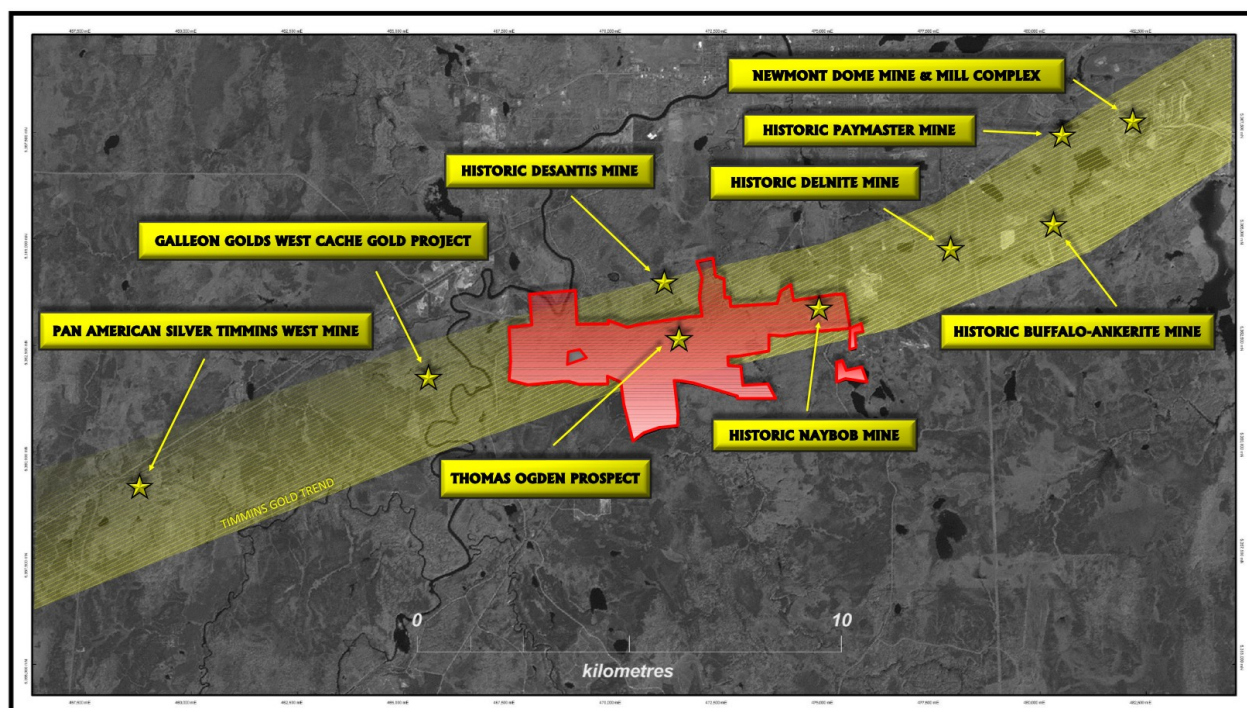 NEWMONT DOME MINE & MILL COMPLEX
HISTORIC PAYMASTER MINE
HISTORIC DESANTIS MINE
HISTORIC DELNITE MINE
GALLEON GOLDS WEST CACHE GOLD PROJECT
PAN AMERICAN SILVER TIMMINS WEST MINE
HISTORIC BUFFALO-ANKERITE MINE
HISTORIC NAYBOB MINE
THOMAS OGDEN PROSPECT
TIMMINS GOLD TREND
0
10
kilometres